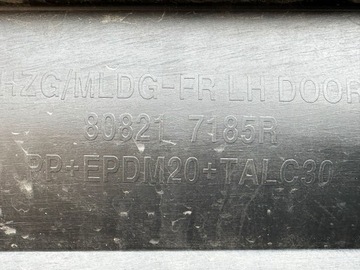 HZG/MLDG-FR LH DOOR
80821 7185R
PP+EPDM20+TALC30